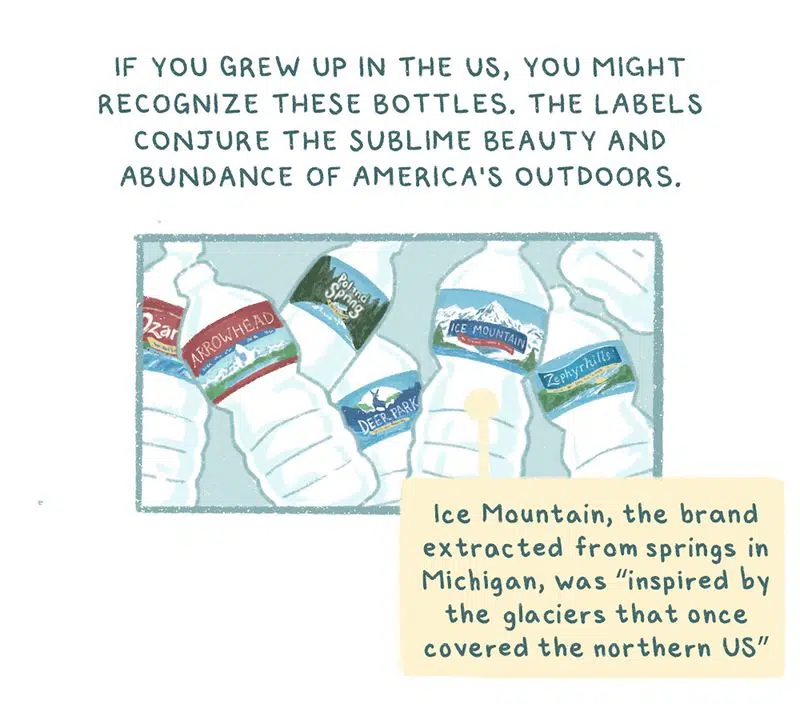 IF YOU GREW UP IN THE US, YOU MIGHT
RECOGNIZE THESE BOTTLES. THE LABELS
CONJURE THE SUBLIME BEAUTY AND
ABUNDANCE OF AMERICA'S OUTDOORS.
Ozar
ARROWHEAD
Poland
Spring
DEER PARK
ICE MOUNTAIN
Zephyrhills
Ice Mountain, the brand
extracted from springs in
Michigan, was “inspired by
the glaciers that once
covered the northern US”